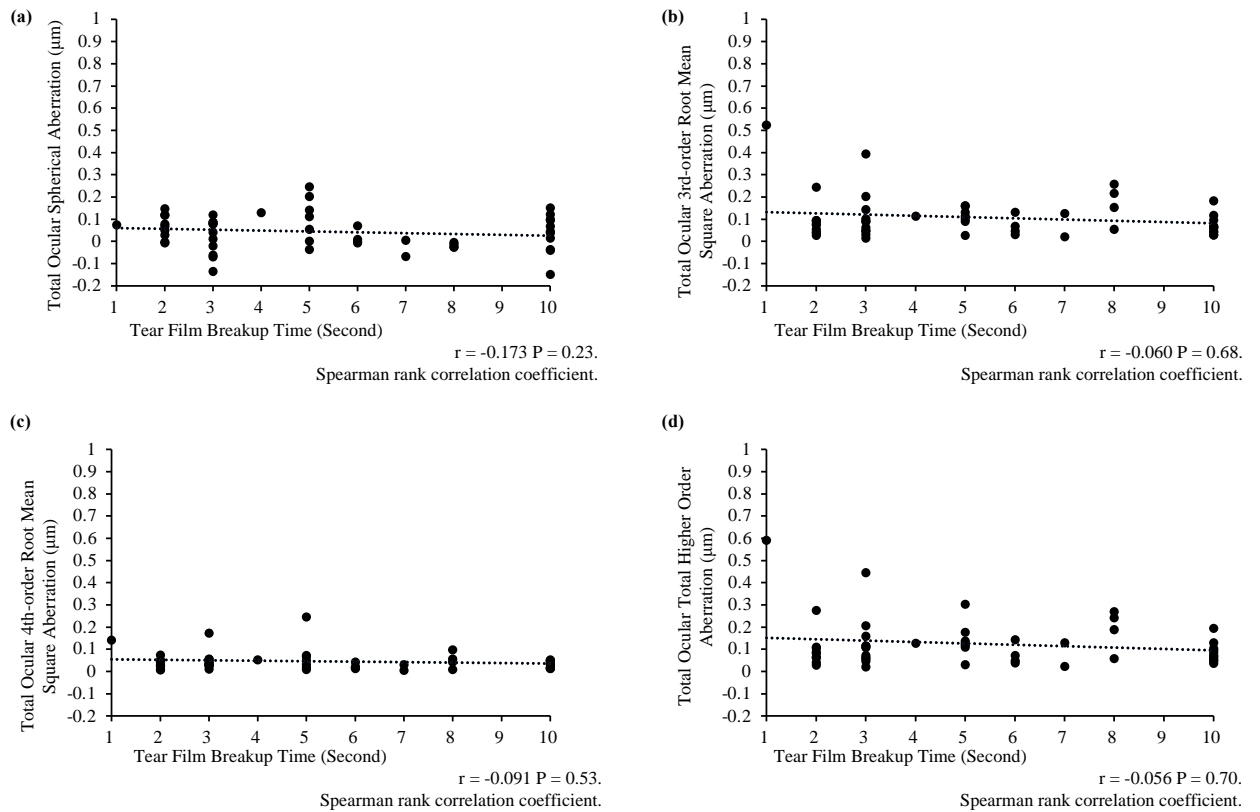 (a)
Total Ocular Spherical Aberration (μm)
1
0.9
0.8
0.7
0.6
0.5
0.4
0.3
0.2
0.1
0
-0.1
-0.2
1 2 3 4 5 6 7 8 9 10
Tear Film Breakup Time (Second)
r = -0.173 P = 0.23.
Spearman rank correlation coefficient.
(b)
Total Ocular 3rd-order Root Mean
Square Aberration (μm)
1
0.9
0.8
0.7
0.6
0.5
0.4
0.3
0.2
0.1
0
-0.1
-0.2
1 2 3 4 5 6 7 8 9 10
Tear Film Breakup Time (Second)
r = -0.060 P = 0.68.
Spearman rank correlation coefficient.
(c)
Total Ocular 4th-order Root Mean
Square Aberration (μm)
1
0.9
0.8
0.7
0.6
0.5
0.4
0.3
0.2
0.1
0
-0.1
-0.2
1 2 3 4 5 6 7 8 9 10
Tear Film Breakup Time (Second)
r = -0.091 P = 0.53.
Spearman rank correlation coefficient.
(d)
Total Ocular Total Higher Order
Aberration (μm)
1
0.9
0.8
0.7
0.6
0.5
0.4
0.3
0.2
0.1
0
-0.1
-0.2
1 2 3 4 5 6 7 8 9 10
Tear Film Breakup Time (Second)
r = -0.056 P = 0.70.
Spearman rank correlation coefficient.